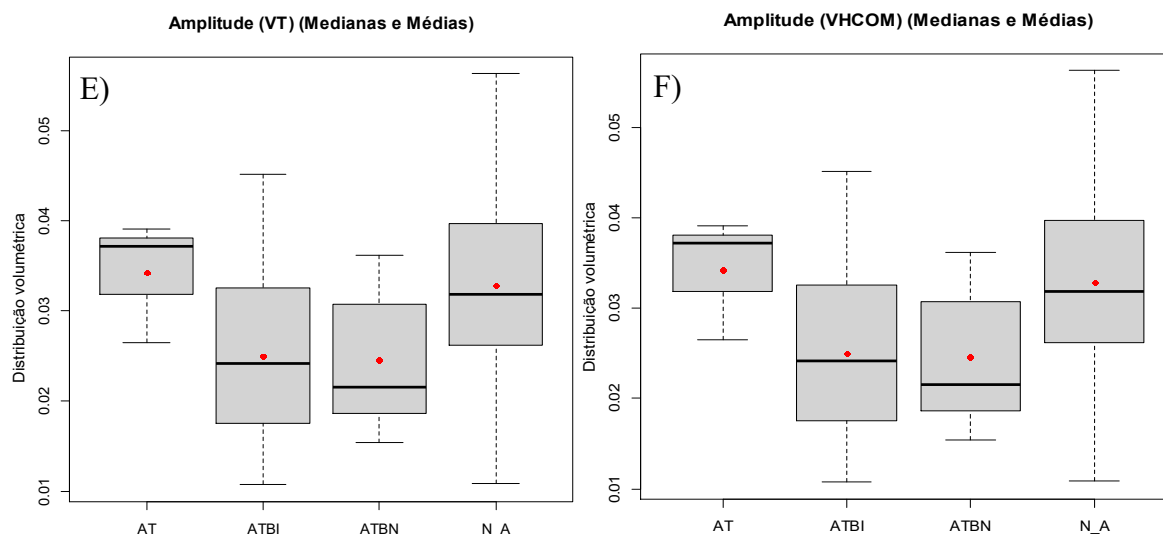 Amplitude (VT) (Medianas e Médias)
E)
Distribuição volumétrica
0.05
0.04
0.03
0.02
0.01
AT
ATBI
ATBN
N_A
Amplitude (VHCOM) (Medianas e Médias)
F)
Distribuição volumétrica
0.05
0.04
0.03
0.02
0.01
AT
ATBI
ATBN
N_A